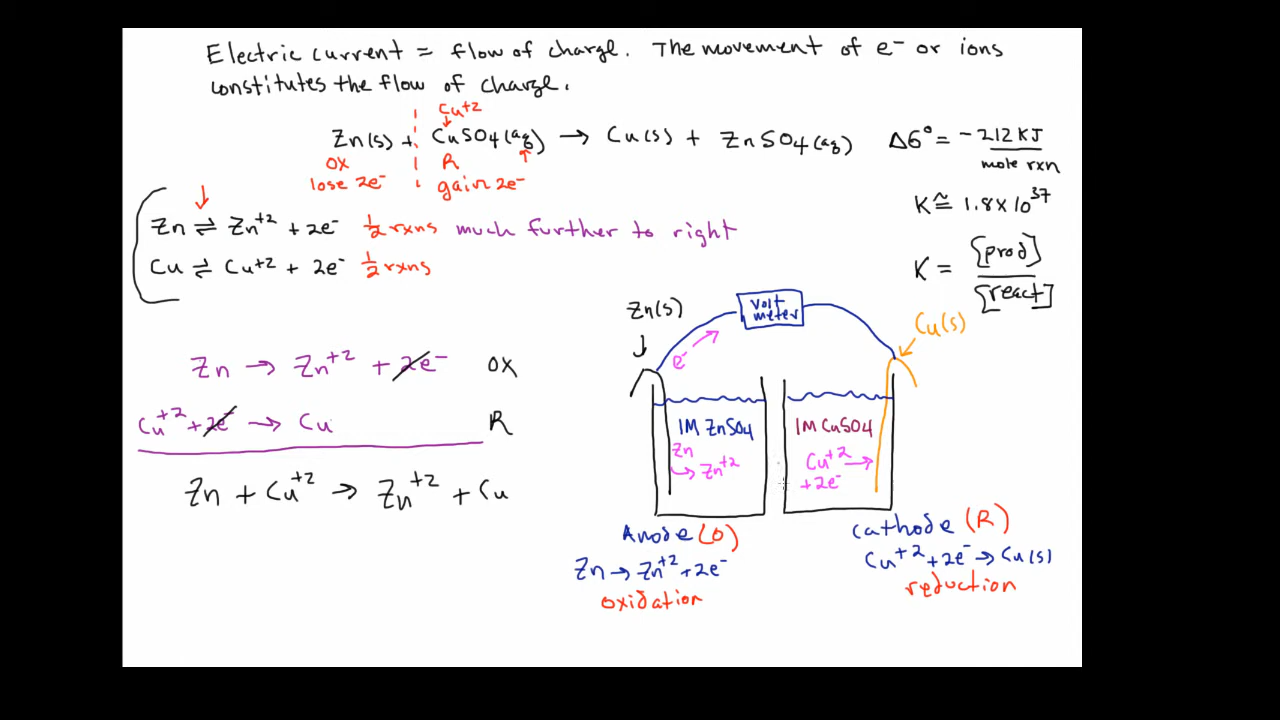 Electric current = flow of charge. The movement of e⁻ or ions
constitutes the flow of charge.
Cu+2
Zn(s) + CuSO4(aq) → Cu(s) + ZnSO4(aq) ΔG° = -212 KJ / mole rxn
OX R
lose 2e⁻ gain 2e⁻
K ≅ 1.8 x 10^37
Zn ⇌ Zn+2 + 2e⁻ 1/2 rxns much further to right
Cu ⇌ Cu+2 + 2e⁻ 1/2 rxns
K = [prod] / [react]
Zn(s)
volt
meter
Cu(s)
e⁻
Zn → Zn+2 + 2e⁻ OX
Cu+2 + 2e⁻ → Cu R
Zn + Cu+2 → Zn+2 + Cu
1M ZnSO4
1M CuSO4
Zn
→ Zn+2
Cu+2 →
+2e⁻
Anode (O)
Zn → Zn+2 + 2e⁻
oxidation
Cathode (R)
Cu+2 + 2e⁻ → Cu(s)
reduction